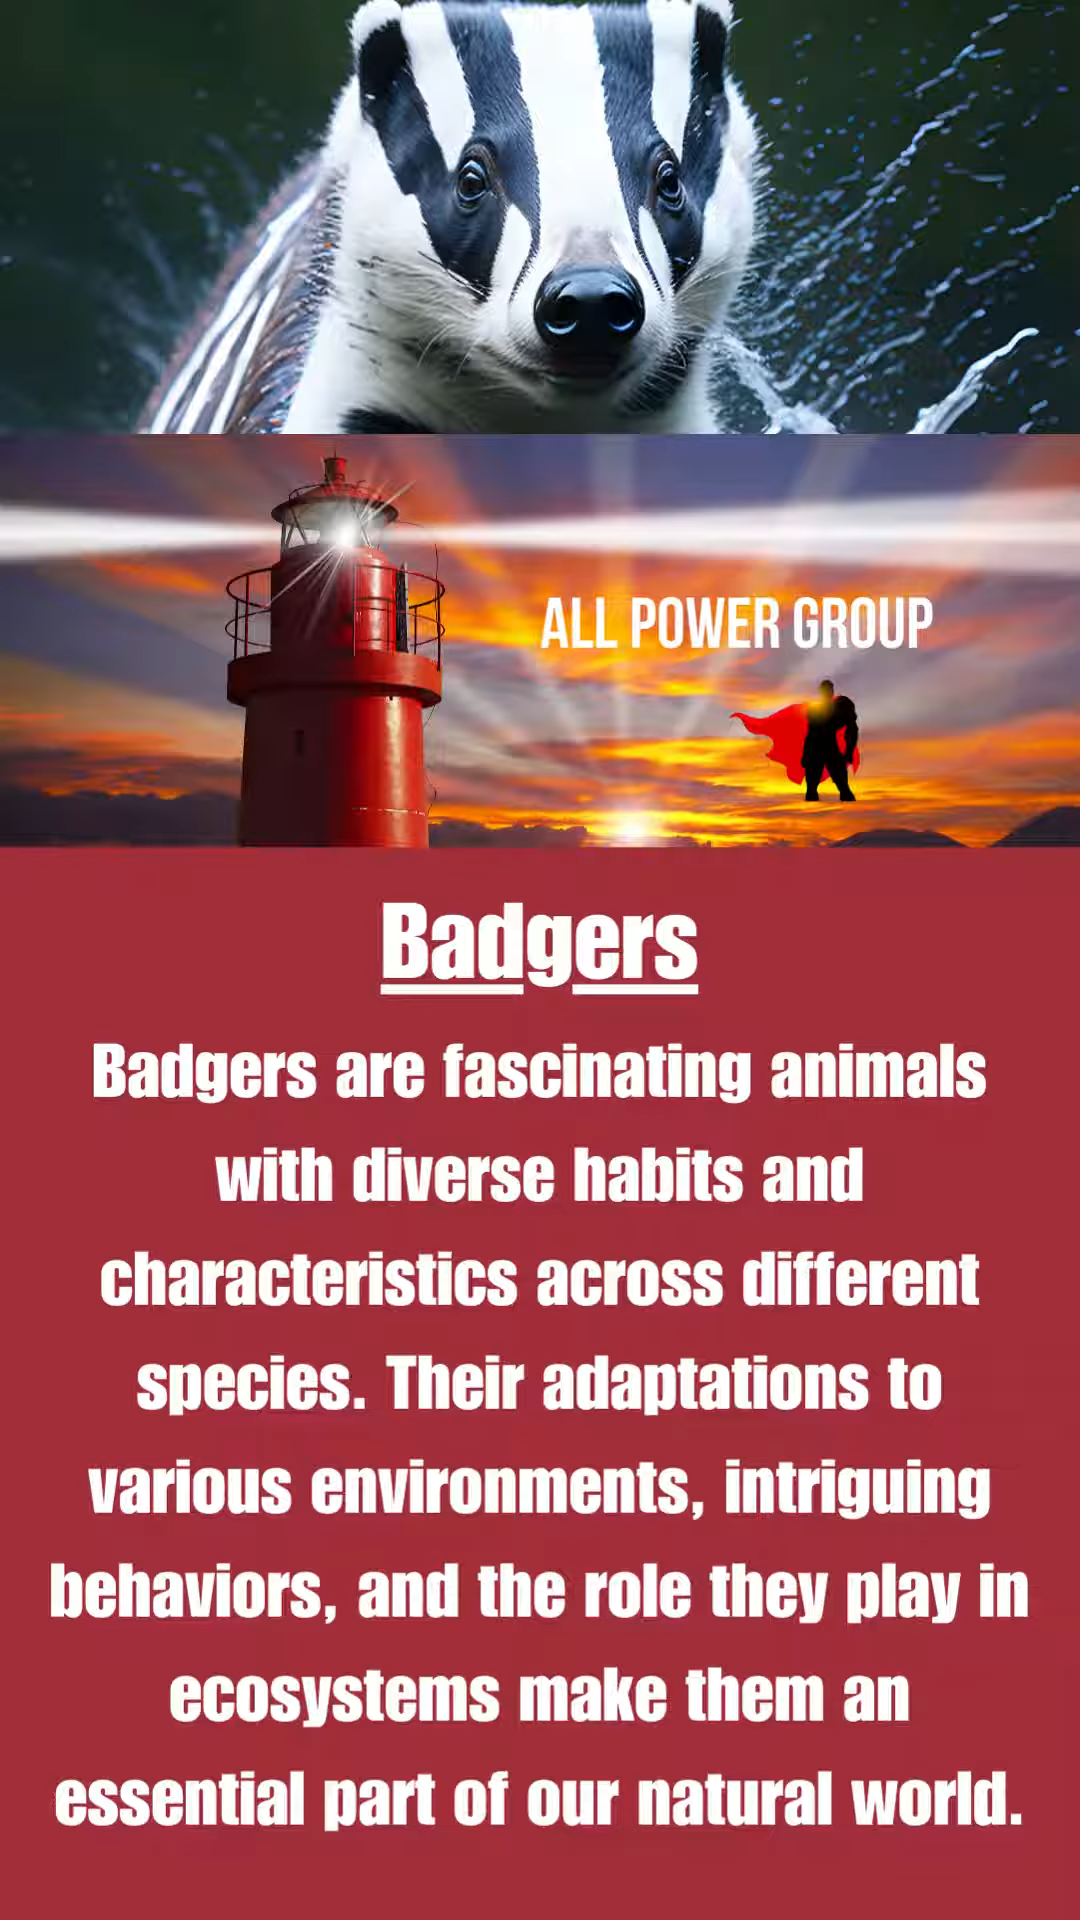 ALL POWER GROUP
Badgers
Badgers are fascinating animals
with diverse habits and
characteristics across different
species. Their adaptations to
various environments, intriguing
behaviors, and the role they play in
ecosystems make them an
essential part of our natural world.